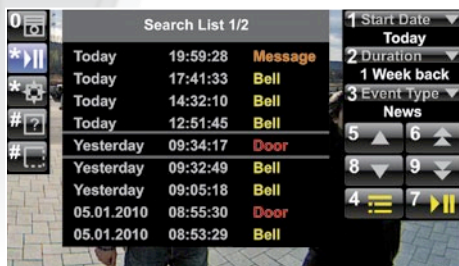 0
*
*
# ?
#
Search List 1/2
Today 19:59:28 Message
Today 17:41:33 Bell
Today 14:32:10 Bell
Today 12:51:45 Bell
Yesterday 09:34:17 Door
Yesterday 09:32:49 Bell
Yesterday 09:05:18 Bell
05.01.2010 08:55:30 Door
05.01.2010 08:53:29 Bell
1 Start Date
Today
2 Duration
1 Week back
3 Event Type
News
5 6
8 9
4 7